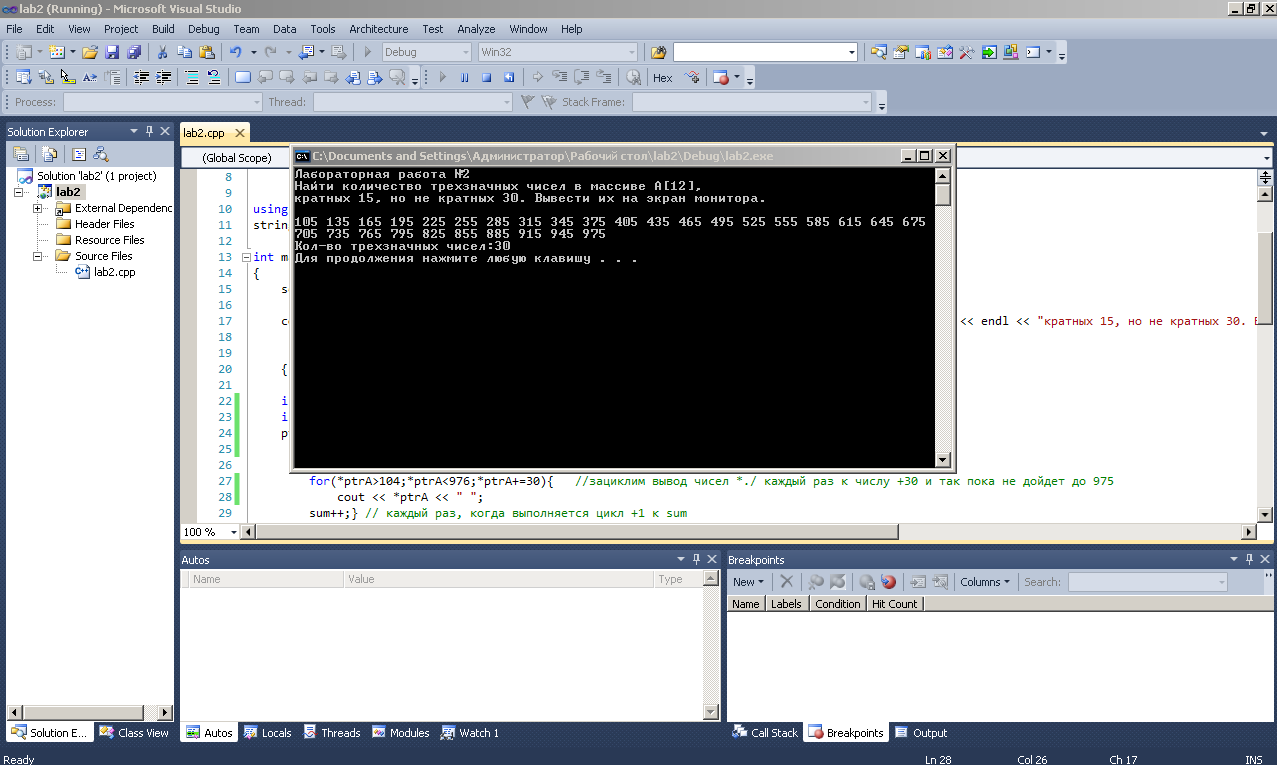 lab2 (Running) - Microsoft Visual Studio
File Edit View Project Build Debug Team Data Tools Architecture Test Analyze Window Help
Debug Win32
Hex
Process: Thread: Stack Frame:
Solution Explorer
Solution 'lab2' (1 project)
lab2
External Dependenc
Header Files
Resource Files
Source Files
lab2.cpp
lab2.cpp
(Global Scope)
C:\Documents and Settings\Администратор\Рабочий стол\lab2\Debug\lab2.exe
Лабораторная работа №2
Найти количество трехзначных чисел в массиве A[12],
кратных 15, но не кратных 30. Вывести их на экран монитора.
105 135 165 195 225 255 285 315 345 375 405 435 465 495 525 555 585 615 645 675
705 735 765 795 825 855 885 915 945 975
Кол-во трехзначных чисел:30
Для продолжения нажмите любую клавишу . . .
8
9
10 using
11 strin
12
13 int m
14 {
15 s
16
17 c << endl << "кратных 15, но не кратных 30.
18
19
20 {
21
22 i
23 i
24 p
25
26
27 for(*ptrA>104;*ptrA<976;*ptrA+=30){ //зациклим вывод чисел *./ каждый раз к числу +30 и так пока не дойдет до 975
28 cout << *ptrA << " ";
29 sum++;} // каждый раз, когда выполняется цикл +1 к sum
100 %
Autos
Name Value Type
Breakpoints
New Columns Search:
Name Labels Condition Hit Count
Solution E... Class View
Autos Locals Threads Modules Watch 1
Call Stack Breakpoints Output
Ready Ln 28 Col 26 Ch 17 INS